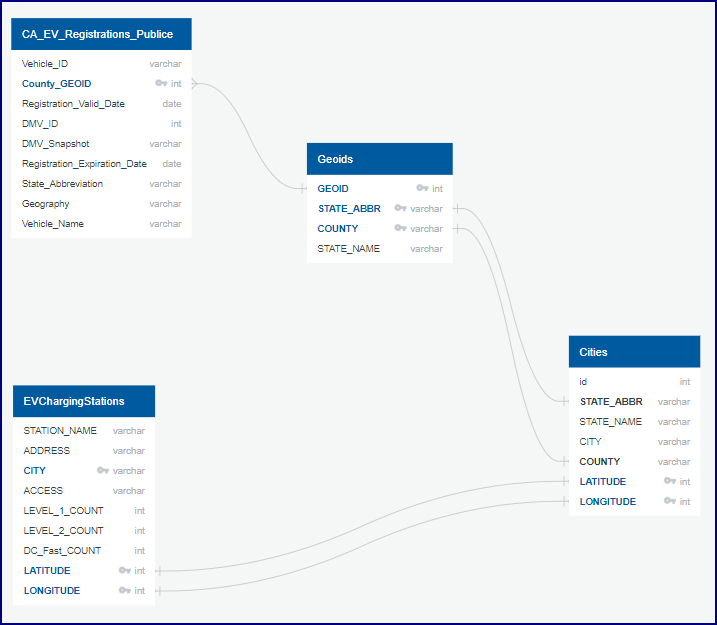 CA_EV_Registrations_Publice
Vehicle_ID varchar
County_GEOID int
Registration_Valid_Date date
DMV_ID int
DMV_Snapshot varchar
Registration_Expiration_Date date
State_Abbreviation varchar
Geography varchar
Vehicle_Name varchar
Geoids
GEOID int
STATE_ABBR varchar
COUNTY varchar
STATE_NAME varchar
Cities
id int
STATE_ABBR varchar
STATE_NAME varchar
CITY varchar
COUNTY varchar
LATITUDE int
LONGITUDE int
EVChargingStations
STATION_NAME varchar
ADDRESS varchar
CITY varchar
ACCESS varchar
LEVEL_1_COUNT int
LEVEL_2_COUNT int
DC_Fast_COUNT int
LATITUDE int
LONGITUDE int